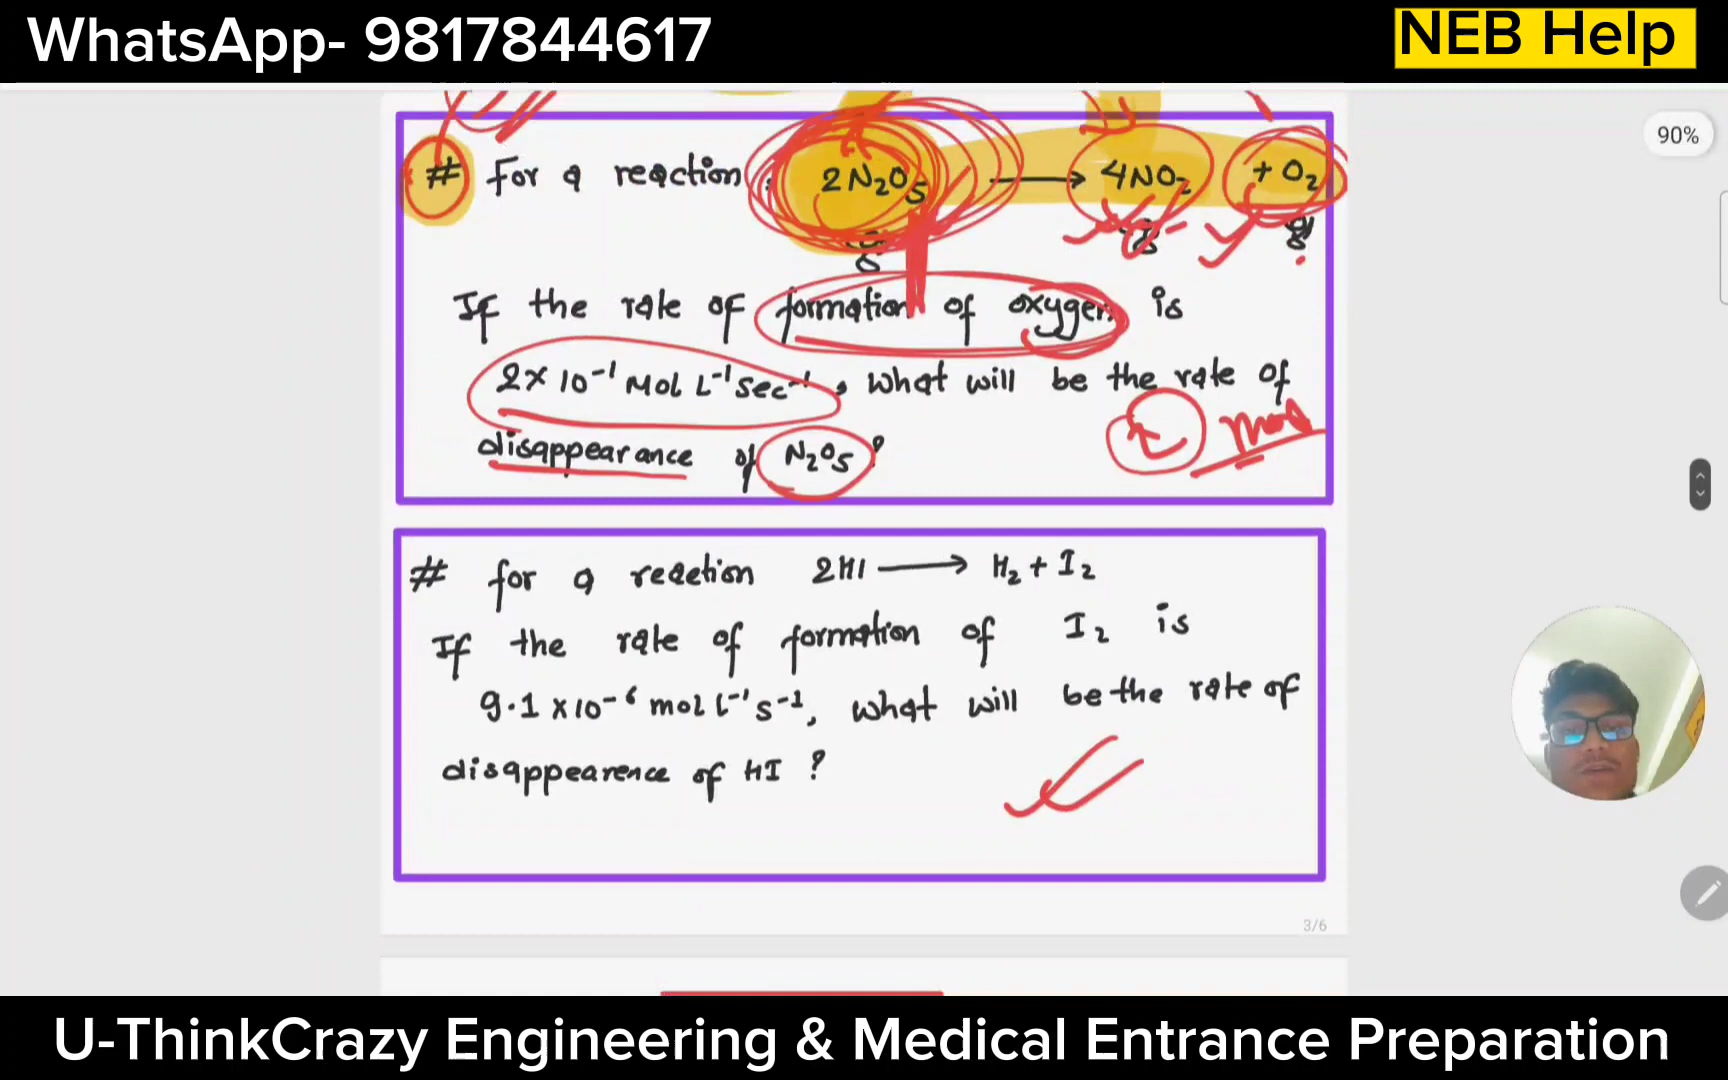 WhatsApp- 9817844617
NEB Help
90%
# For a reaction, 2N₂O₅ ⟶ 4NO₂ + O₂
If the rate of formation of oxygen is
2×10⁻¹ Mol L⁻¹ sec⁻¹, what will be the rate of
disappearance of N₂O₅?
# for a reaction 2HI ⟶ H₂ + I₂
If the rate of formation of I₂ is
9.1 ×10⁻⁶ mol l⁻¹ s⁻¹, what will be the rate of
disappearence of HI ?
3/6
U-ThinkCrazy Engineering & Medical Entrance Preparation